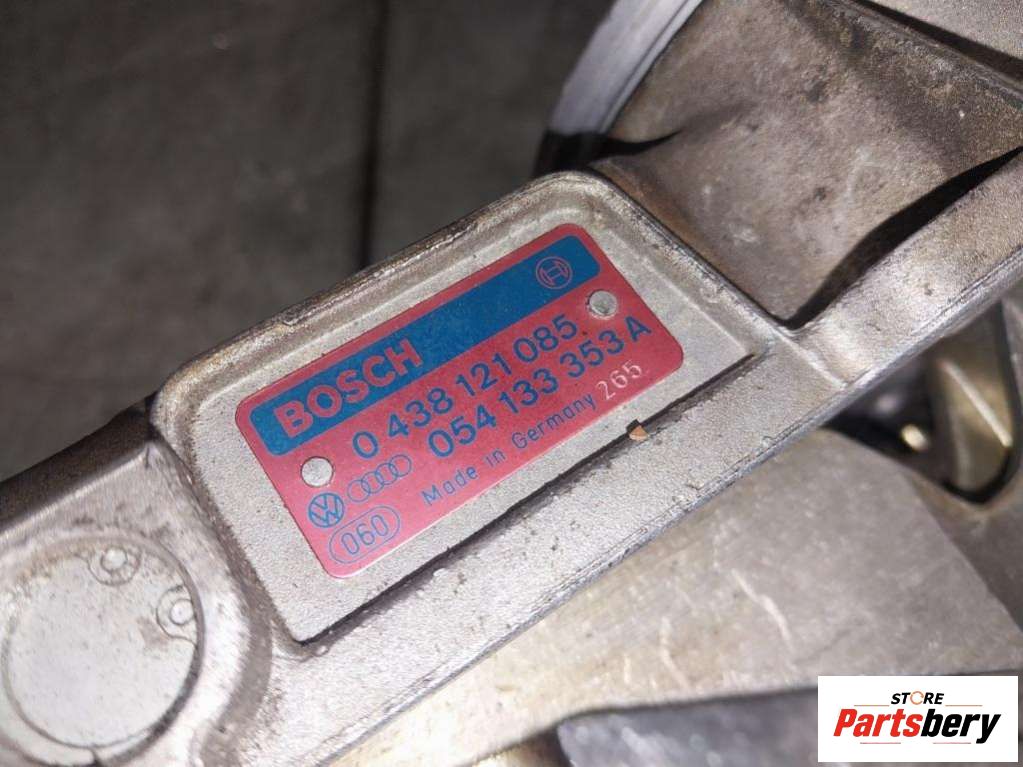 BOSCH
0 438 121 085
054 133 353 A
Made in Germany 265
060
STORE
Partsbery